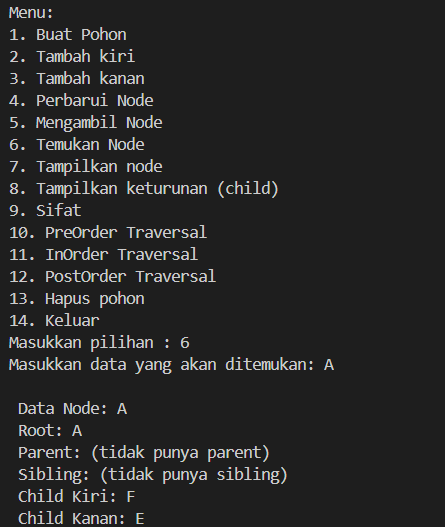 Menu:
1. Buat Pohon
2. Tambah kiri
3. Tambah kanan
4. Perbarui Node
5. Mengambil Node
6. Temukan Node
7. Tampilkan node
8. Tampilkan keturunan (child)
9. Sifat
10. PreOrder Traversal
11. InOrder Traversal
12. PostOrder Traversal
13. Hapus pohon
14. Keluar
Masukkan pilihan : 6
Masukkan data yang akan ditemukan: A

Data Node: A
Root: A
Parent: (tidak punya parent)
Sibling: (tidak punya sibling)
Child Kiri: F
Child Kanan: E